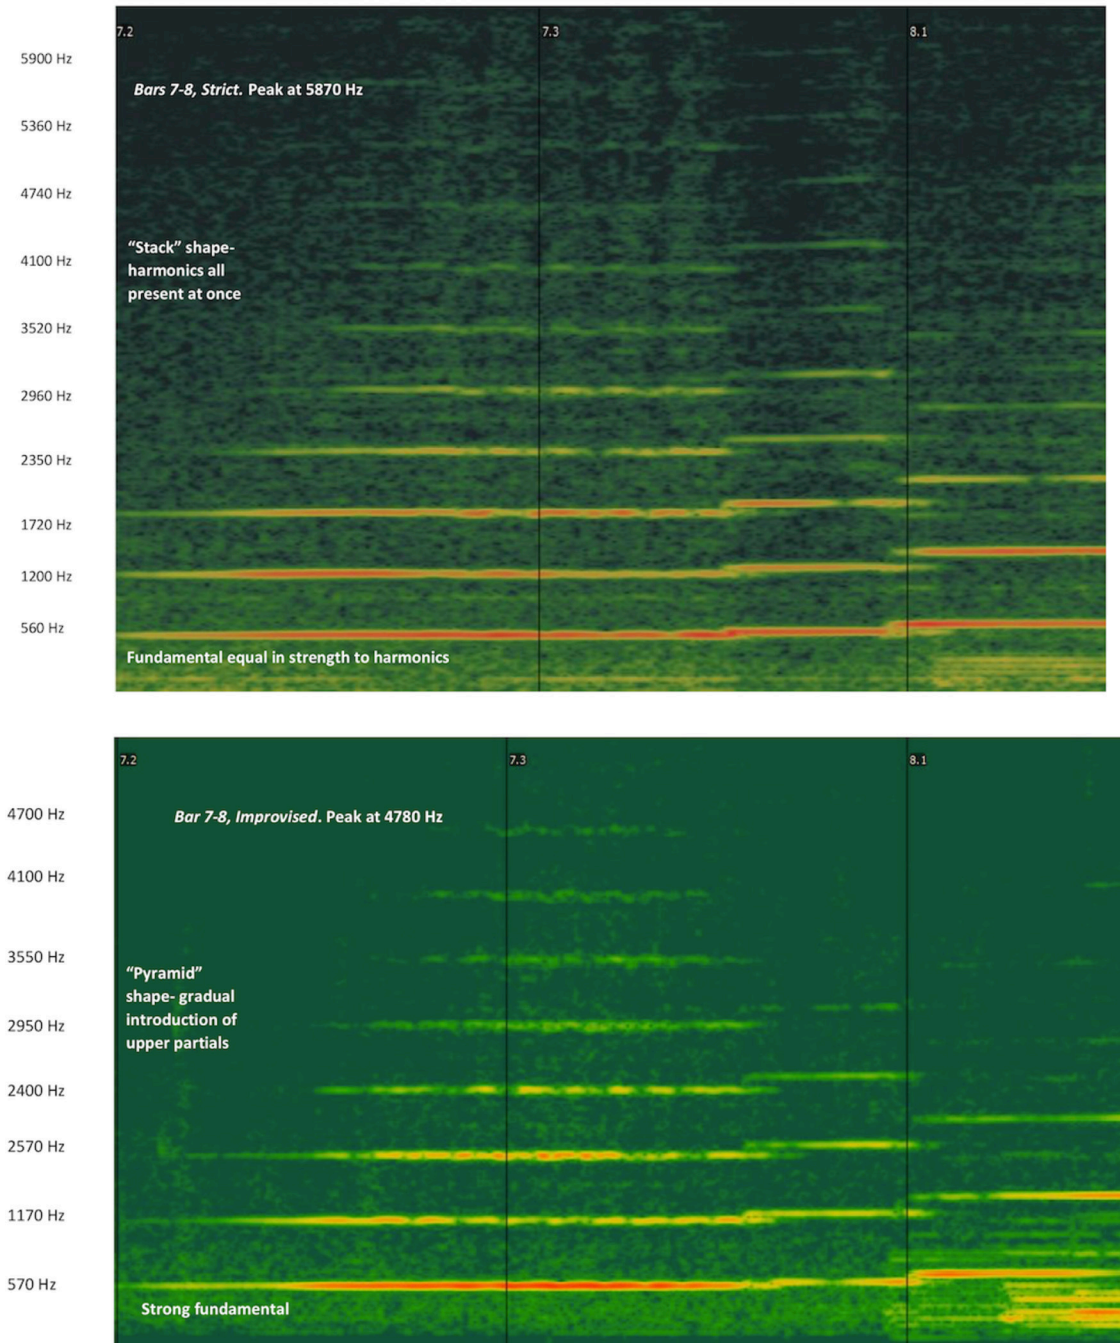 7.2 7.3 8.1
5900 Hz
Bars 7-8, Strict. Peak at 5870 Hz
5360 Hz
4740 Hz
“Stack” shape-
4100 Hz
harmonics all
present at once
3520 Hz
2960 Hz
2350 Hz
1720 Hz
1200 Hz
560 Hz
Fundamental equal in strength to harmonics
7.2 7.3 8.1
4700 Hz
Bar 7-8, Improvised. Peak at 4780 Hz
4100 Hz
3550 Hz
“Pyramid”
shape- gradual
introduction of
2950 Hz
upper partials
2400 Hz
2570 Hz
1170 Hz
570 Hz
Strong fundamental